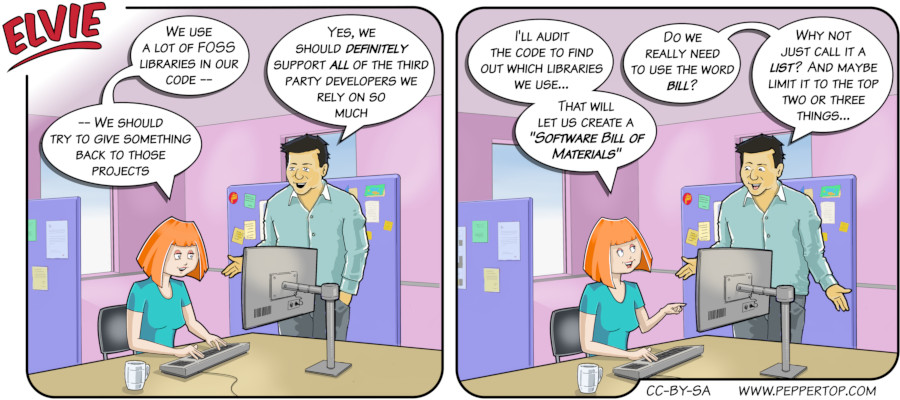 ELVIE
WE USE
A LOT OF FOSS
LIBRARIES IN OUR
CODE --
-- WE SHOULD
TRY TO GIVE SOMETHING
BACK TO THOSE
PROJECTS
YES, WE
SHOULD DEFINITELY
SUPPORT ALL OF THE THIRD
PARTY DEVELOPERS WE
RELY ON SO
MUCH
I'LL AUDIT
THE CODE TO FIND
OUT WHICH LIBRARIES
WE USE...
THAT WILL
LET US CREATE A
"SOFTWARE BILL OF
MATERIALS"
DO WE
REALLY NEED
TO USE THE WORD
BILL?
WHY NOT
JUST CALL IT A
LIST? AND MAYBE
LIMIT IT TO THE TOP
TWO OR THREE
THINGS...
CC-BY-SA
WWW.PEPPERTOP.COM